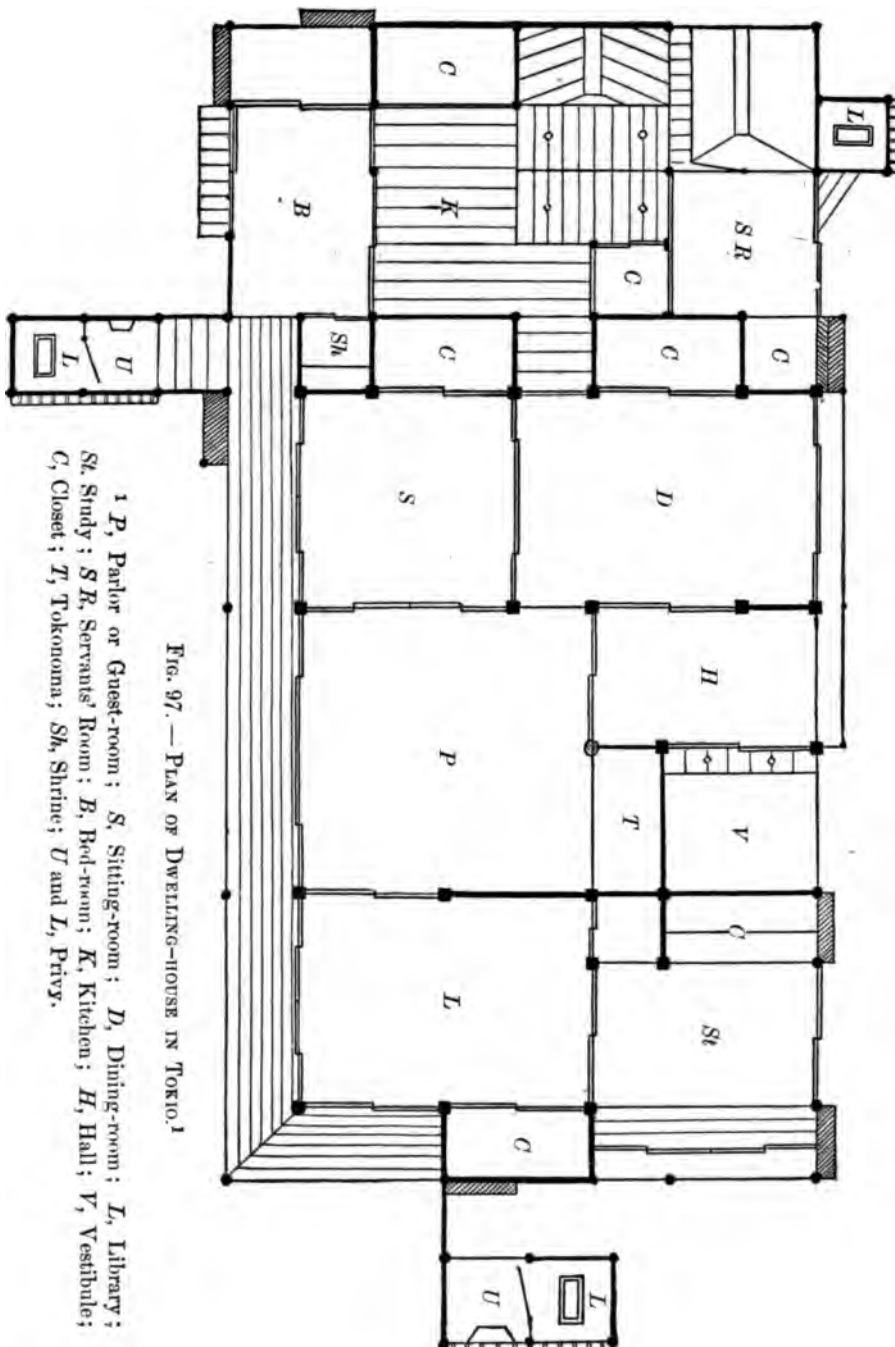 L
C
S R
V
C
H
St
C
D
C
T
L
C
U
L
C
K
C
P
S
Sh
B
U
L
FIG. 97. — PLAN OF DWELLING-HOUSE IN TOKIO.¹
¹ P, Parlor or Guest-room; S, Sitting-room; D, Dining-room; L, Library;
St. Study; S R, Servants' Room; B, Bed-room; K, Kitchen; H, Hall; V, Vestibule;
C, Closet; T, Tokonoma; Sh, Shrine; U and L, Privy.